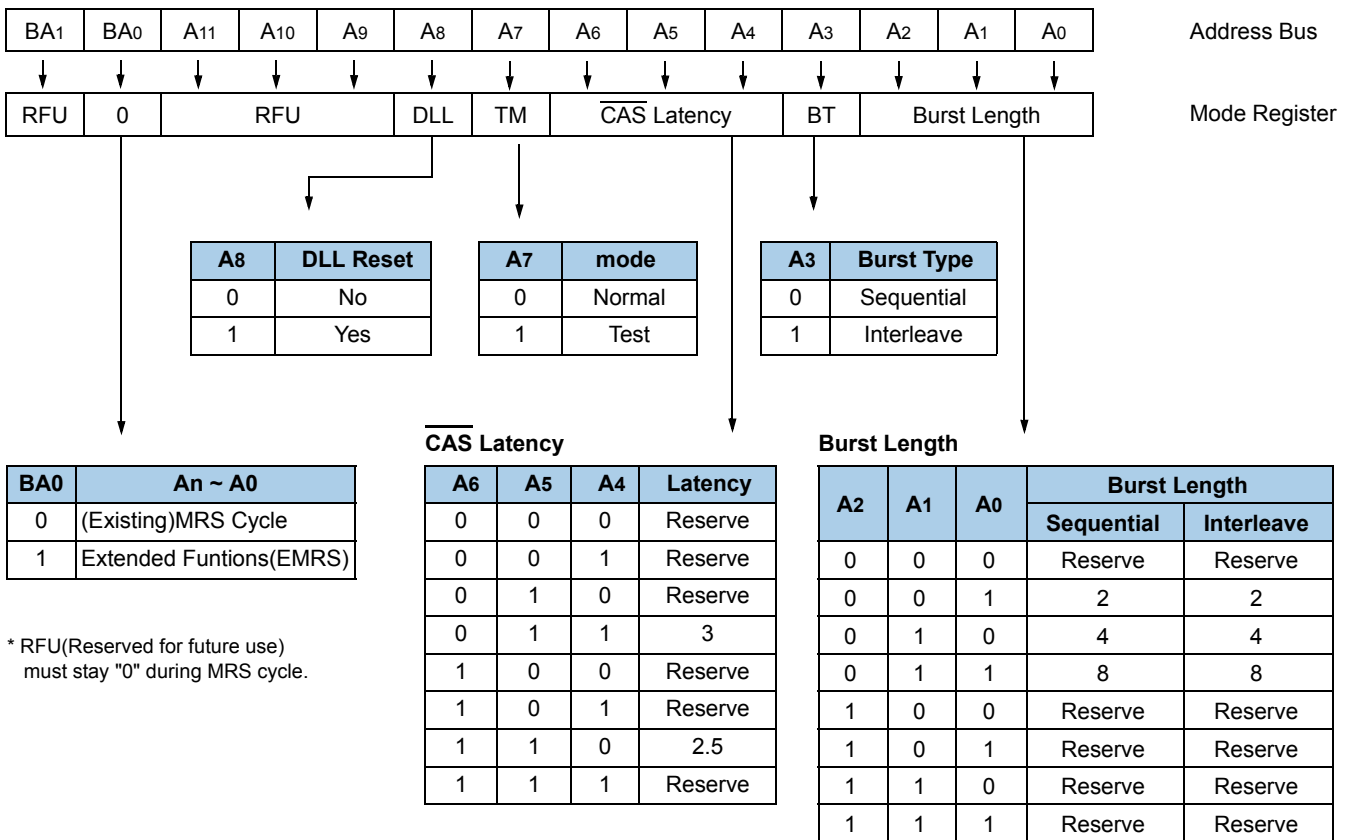 BA1 BA0 A11 A10 A9 A8 A7 A6 A5 A4 A3 A2 A1 A0 Address Bus
RFU 0 RFU DLL TM CAS Latency BT Burst Length Mode Register
A8 DLL Reset
0 No
1 Yes
A7 mode
0 Normal
1 Test
A3 Burst Type
0 Sequential
1 Interleave
BA0 An ~ A0
0 (Existing)MRS Cycle
1 Extended Funtions(EMRS)
* RFU(Reserved for future use)
must stay "0" during MRS cycle.
CAS Latency
A6 A5 A4 Latency
0 0 0 Reserve
0 0 1 Reserve
0 1 0 Reserve
0 1 1 3
1 0 0 Reserve
1 0 1 Reserve
1 1 0 2.5
1 1 1 Reserve
Burst Length
A2 A1 A0 Burst Length
Sequential Interleave
0 0 0 Reserve Reserve
0 0 1 2 2
0 1 0 4 4
0 1 1 8 8
1 0 0 Reserve Reserve
1 0 1 Reserve Reserve
1 1 0 Reserve Reserve
1 1 1 Reserve Reserve